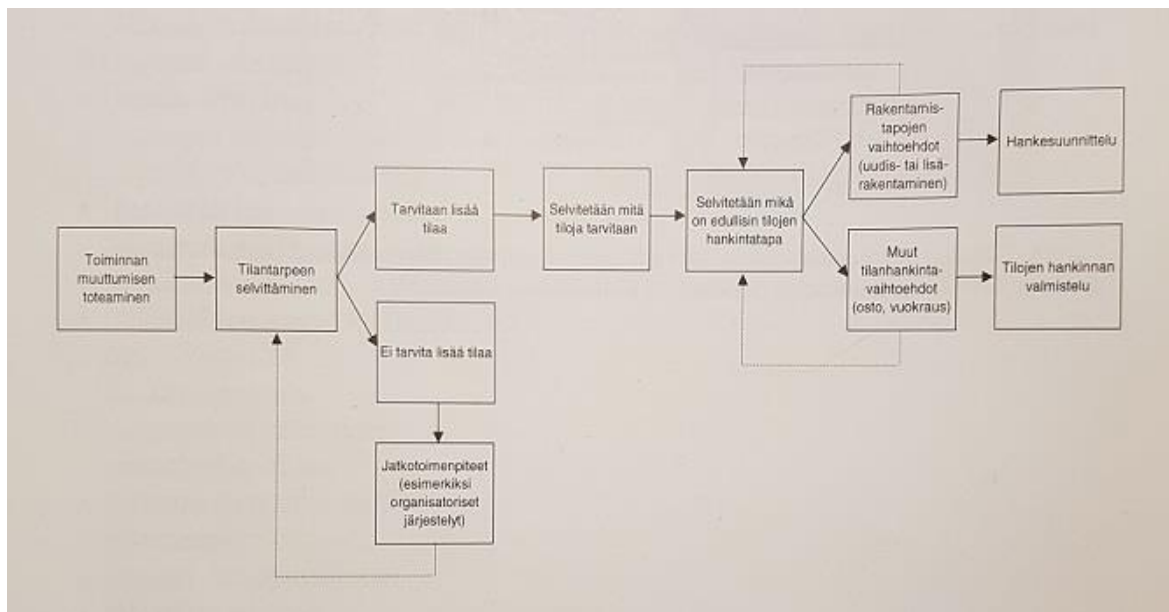 Toiminnan
muuttumisen
toteaminen
Tilantarpeen
selvittäminen
Tarvitaan lisää
tilaa
Ei tarvita lisää tilaa
Jatkotoimenpiteet
(esimerkiksi
organisatoriset
järjestelyt)
Selvitetään mitä
tiloja tarvitaan
Selvitetään mikä
on edullisin tilojen
hankintatapa
Rakentamis-
tapojen
vaihtoehdot
(uudis- tai lisä-
rakentaminen)
Hankesuunnittelu
Muut
tilanhankinta-
vaihtoehdot
(osto, vuokraus)
Tilojen hankinnan
valmistelu